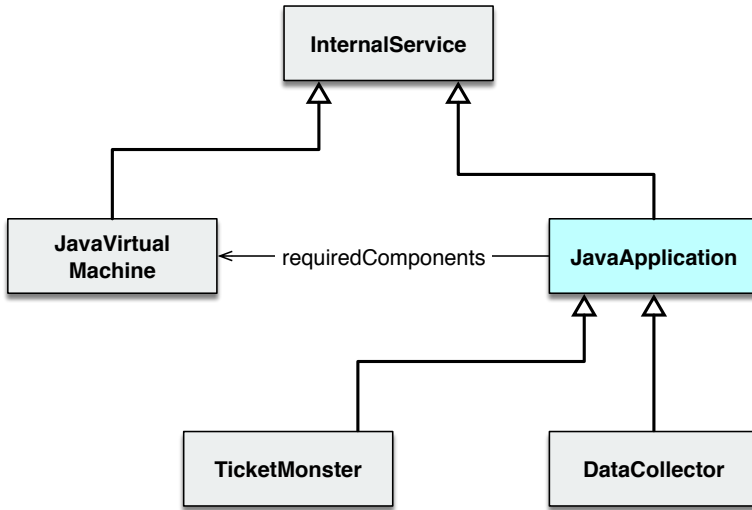 InternalService
JavaVirtual
Machine
requiredComponents
JavaApplication
TicketMonster
DataCollector